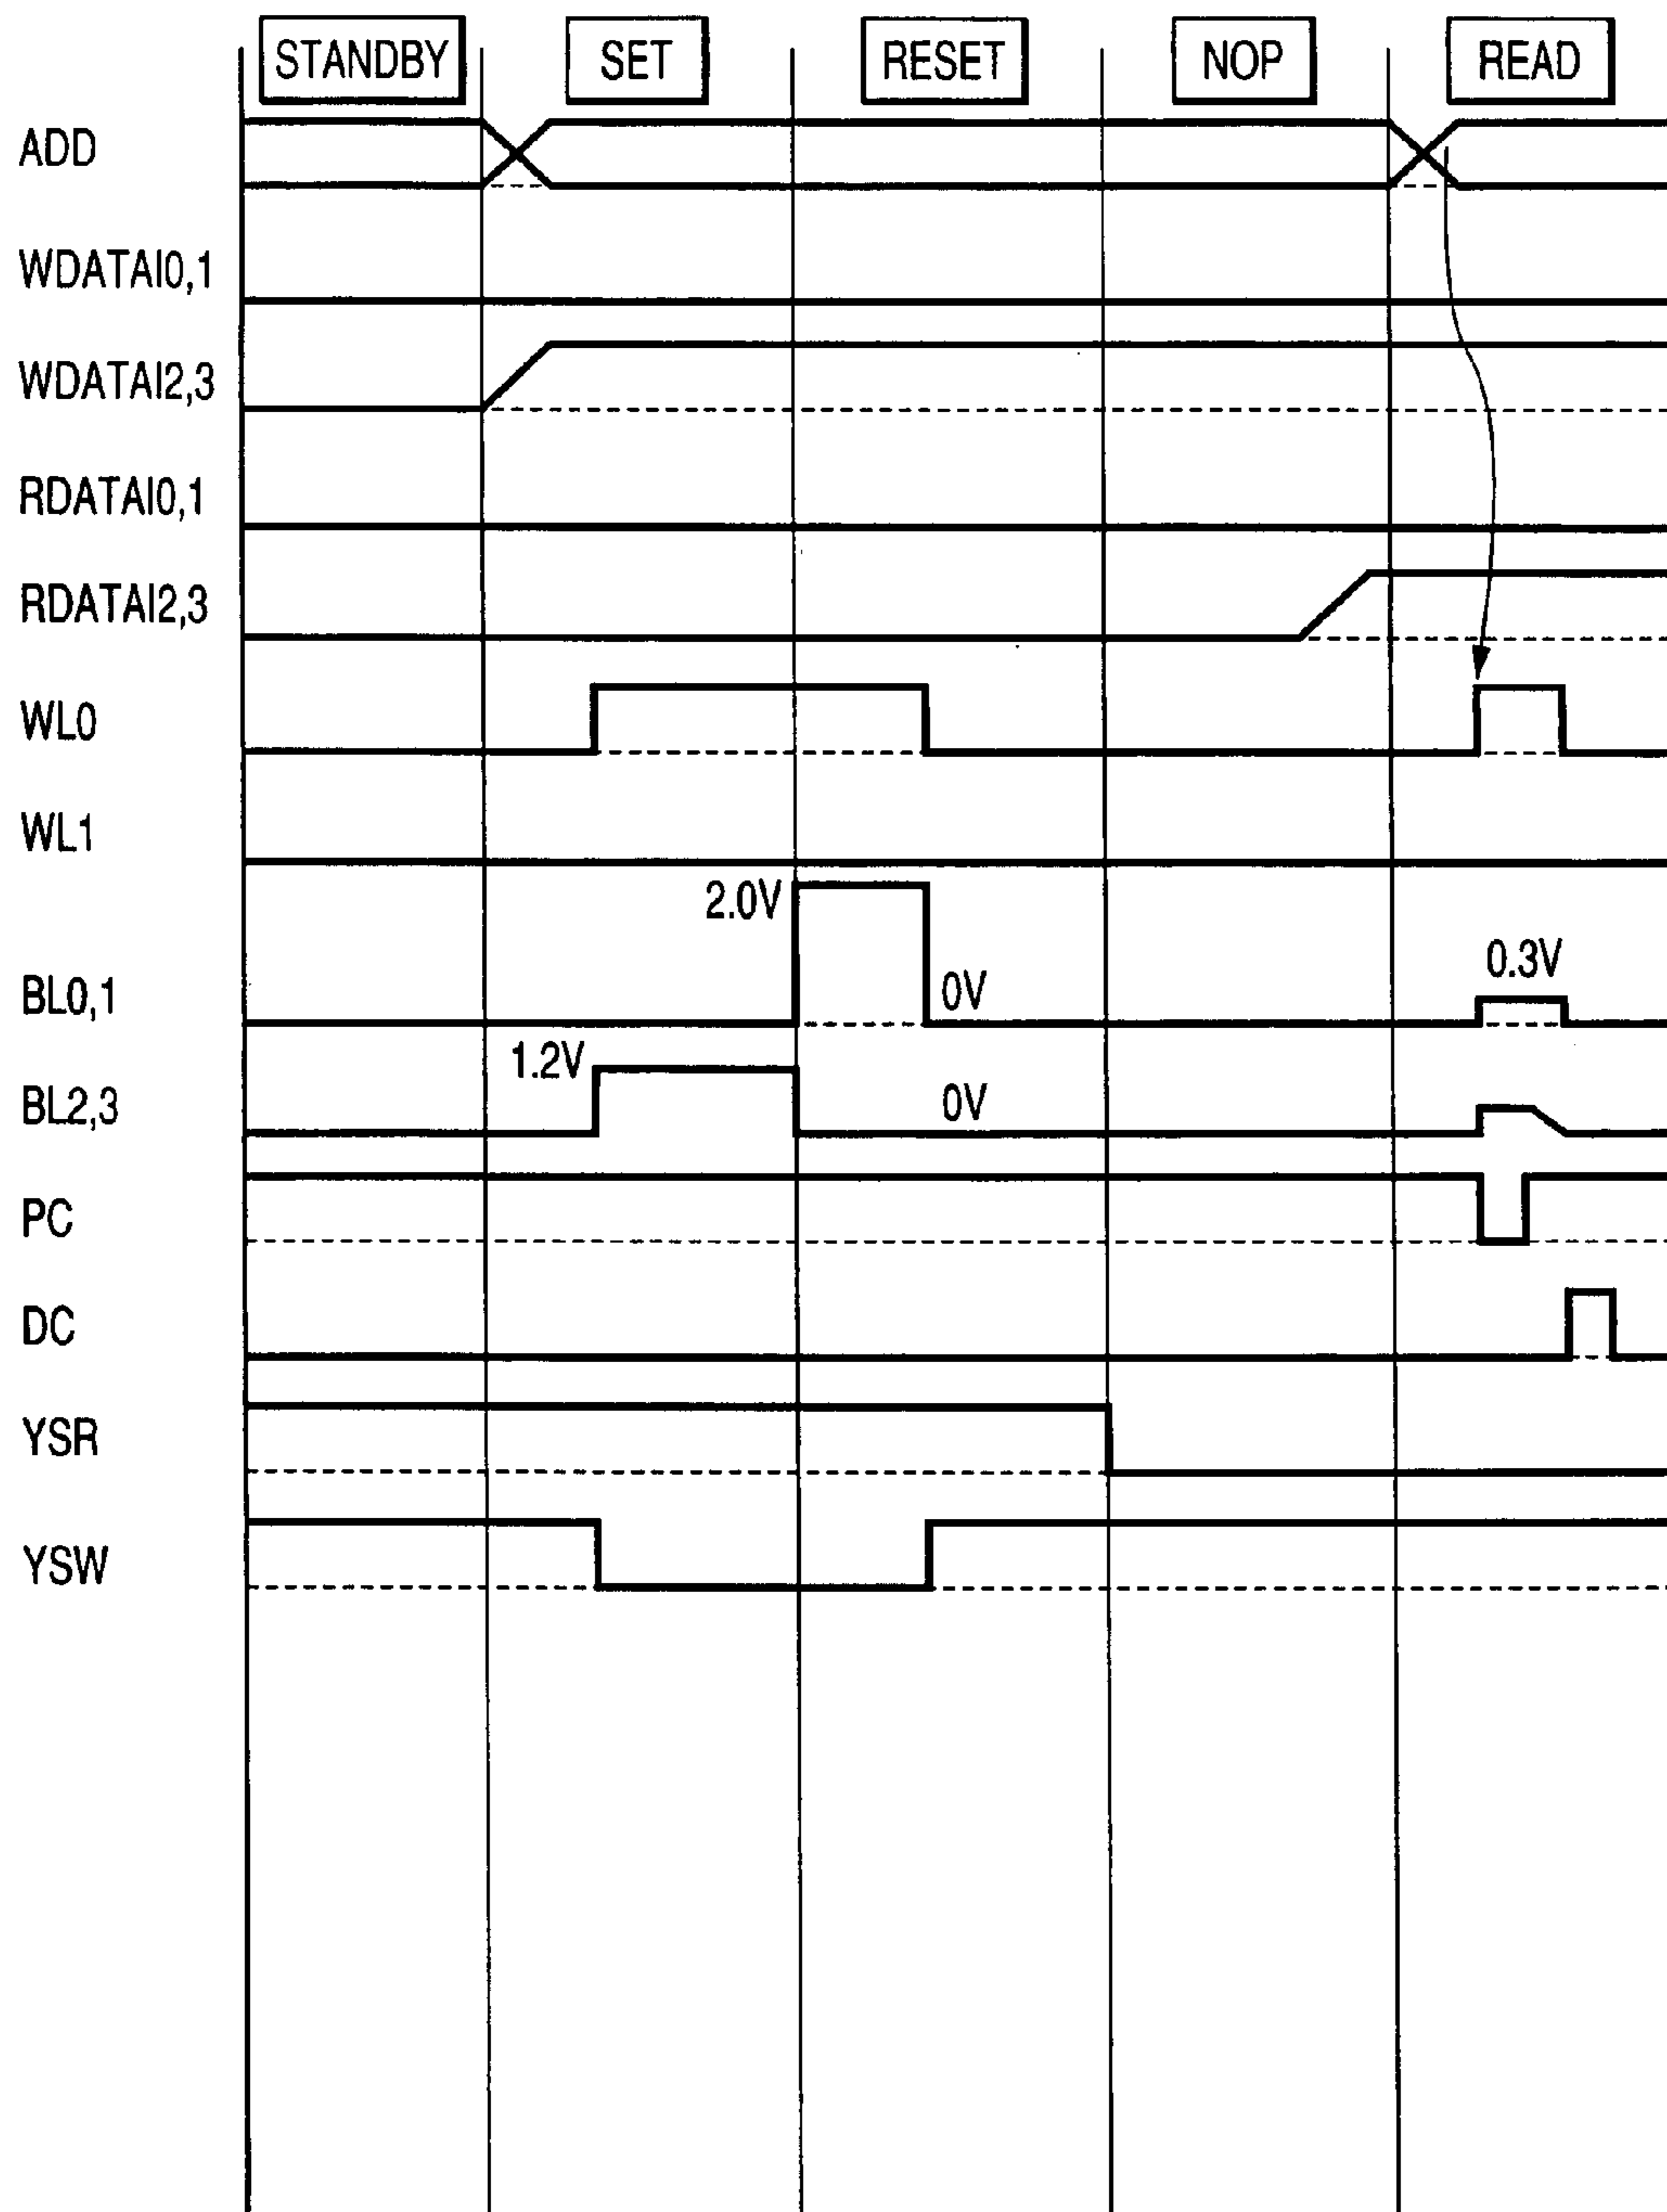 STANDBY SET RESET NOP READ
ADD
WDATAI0,1
WDATAI2,3
RDATAI0,1
RDATAI2,3
WL0
WL1
2.0V
BL0,1 0V 0.3V
1.2V
BL2,3 0V
PC
DC
YSR
YSW